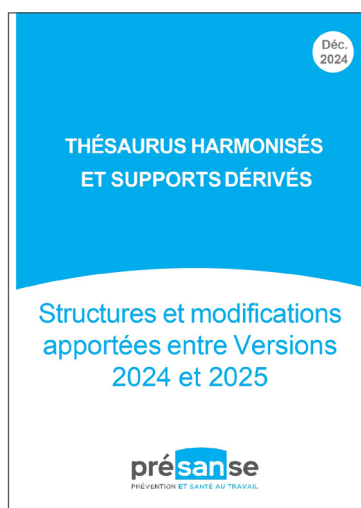 Déc.
2024
THÉSAURUS HARMONISÉS
ET SUPPORTS DÉRIVÉS
Structures et modifications
apportées entre Versions
2024 et 2025
présanse
PRÉVENTION ET SANTÉ AU TRAVAIL